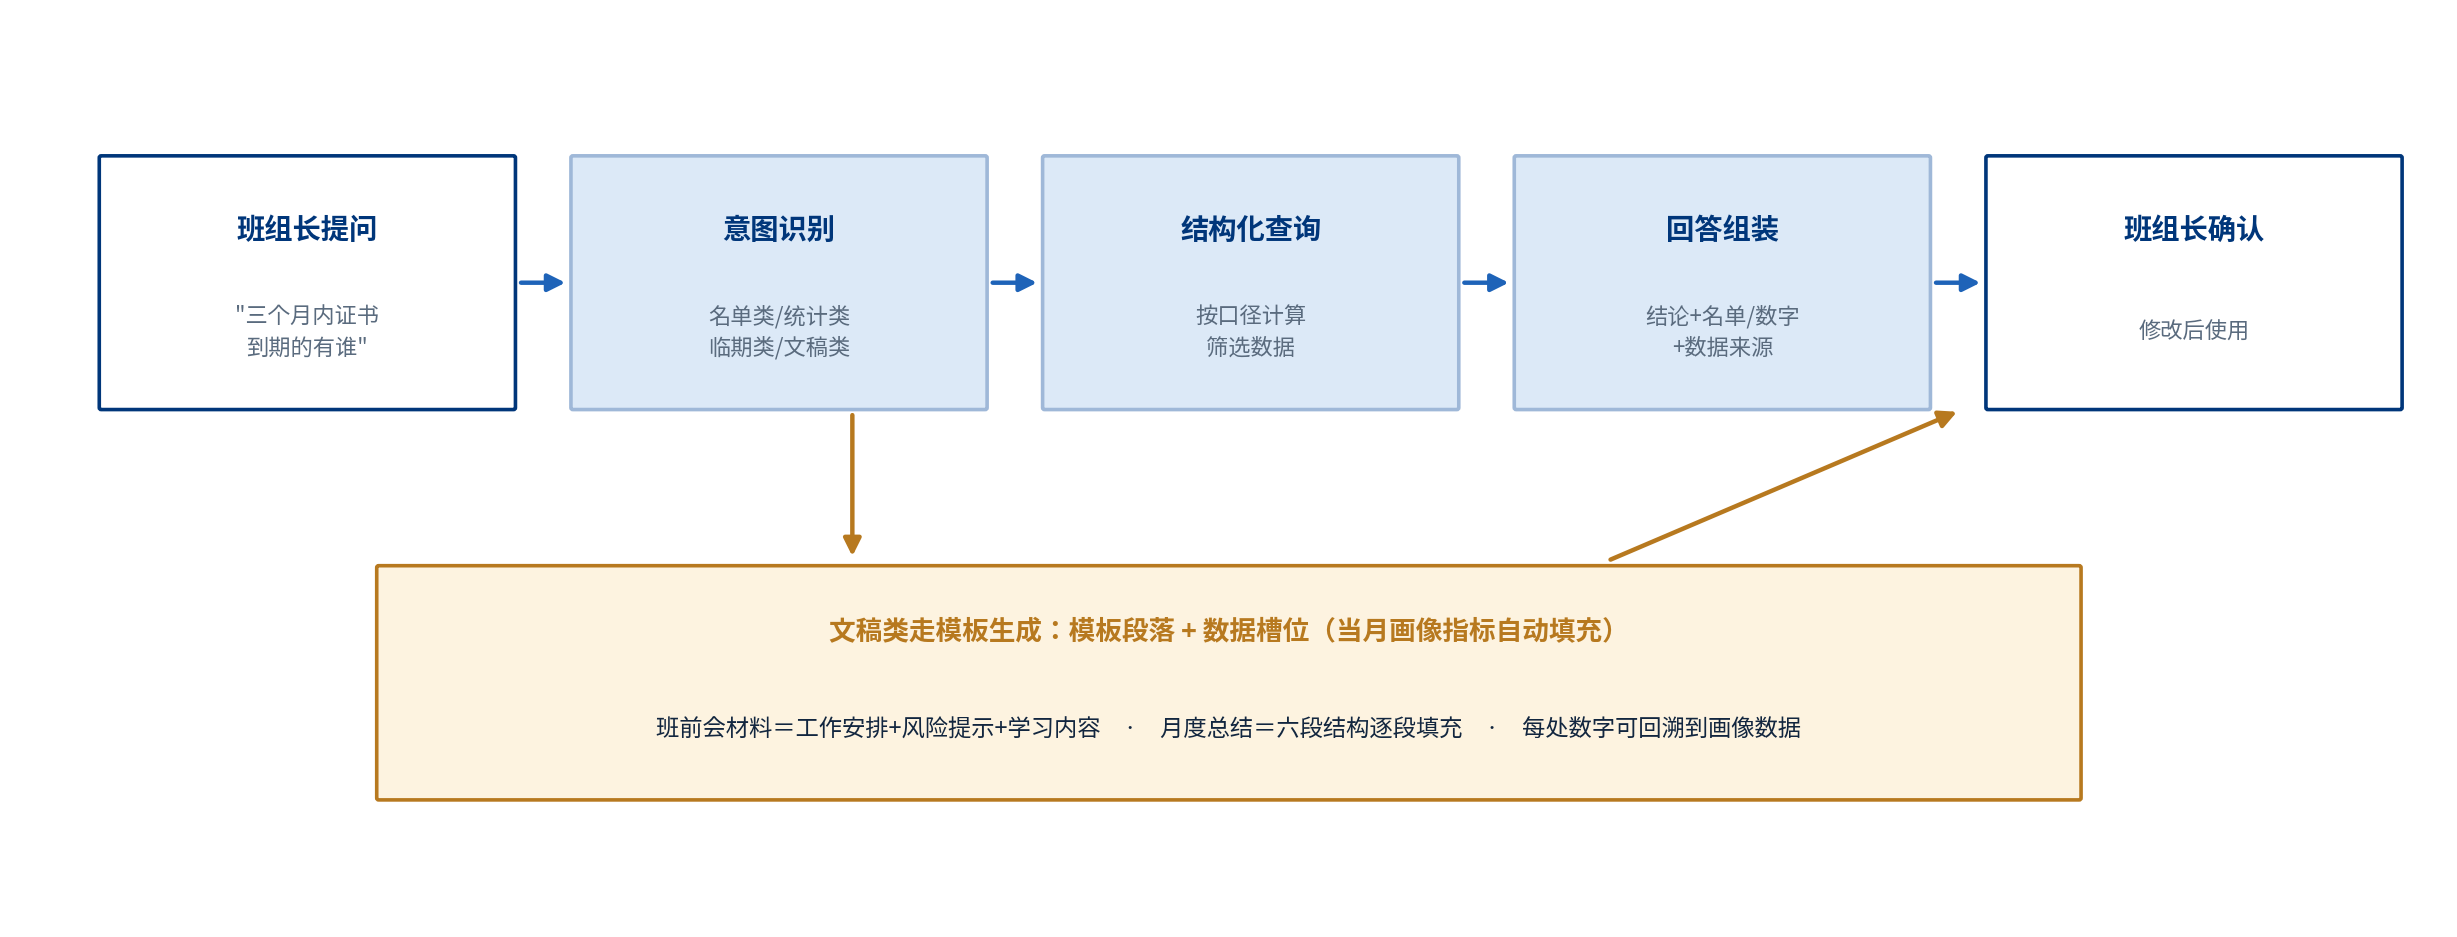 班组长提问
"三个月内证书
到期的有谁"
意图识别
名单类/统计类
临期类/文稿类
结构化查询
按口径计算
筛选数据
回答组装
结论+名单/数字
+数据来源
班组长确认
修改后使用
文稿类走模板生成：模板段落 + 数据槽位（当月画像指标自动填充）
班前会材料＝工作安排+风险提示+学习内容 · 月度总结＝六段结构逐段填充 · 每处数字可回溯到画像数据